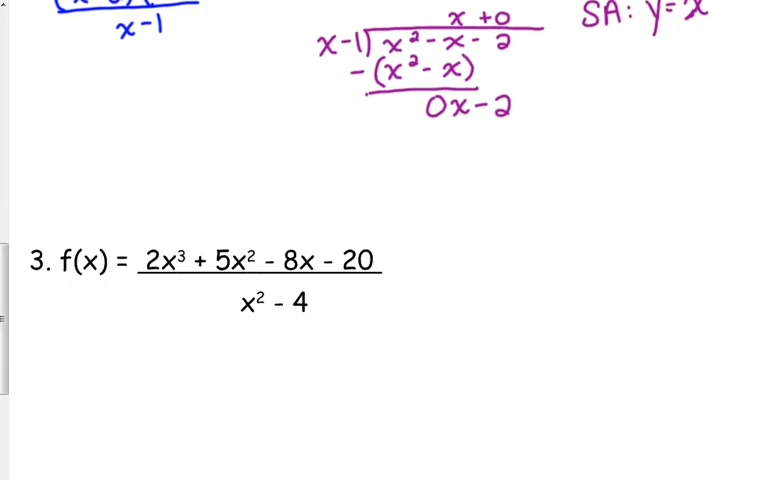 x-1
x +0
SA: y=x
x-1) x² - x - 2
- (x² - x)
0x - 2
3. f(x) = 2x³ + 5x² - 8x - 20
x² - 4